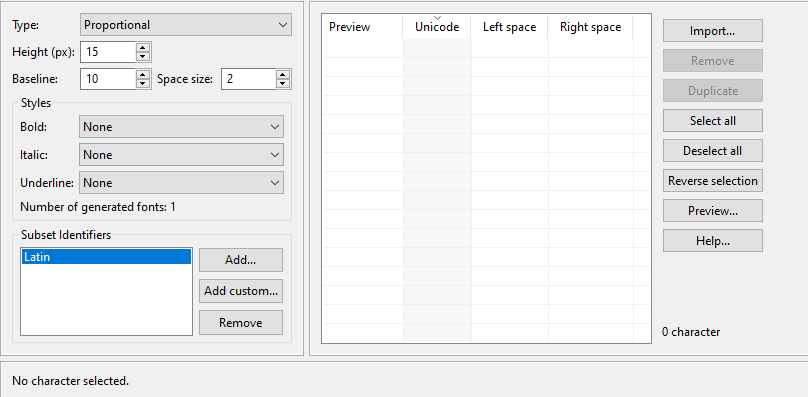 Type: Proportional
Height (px): 15
Baseline: 10 Space size: 2
Styles
Bold: None
Italic: None
Underline: None
Number of generated fonts: 1
Subset Identifiers
Latin
Add...
Add custom...
Remove
Preview Unicode Left space Right space
Import...
Remove
Duplicate
Select all
Deselect all
Reverse selection
Preview...
Help...
0 character
No character selected.